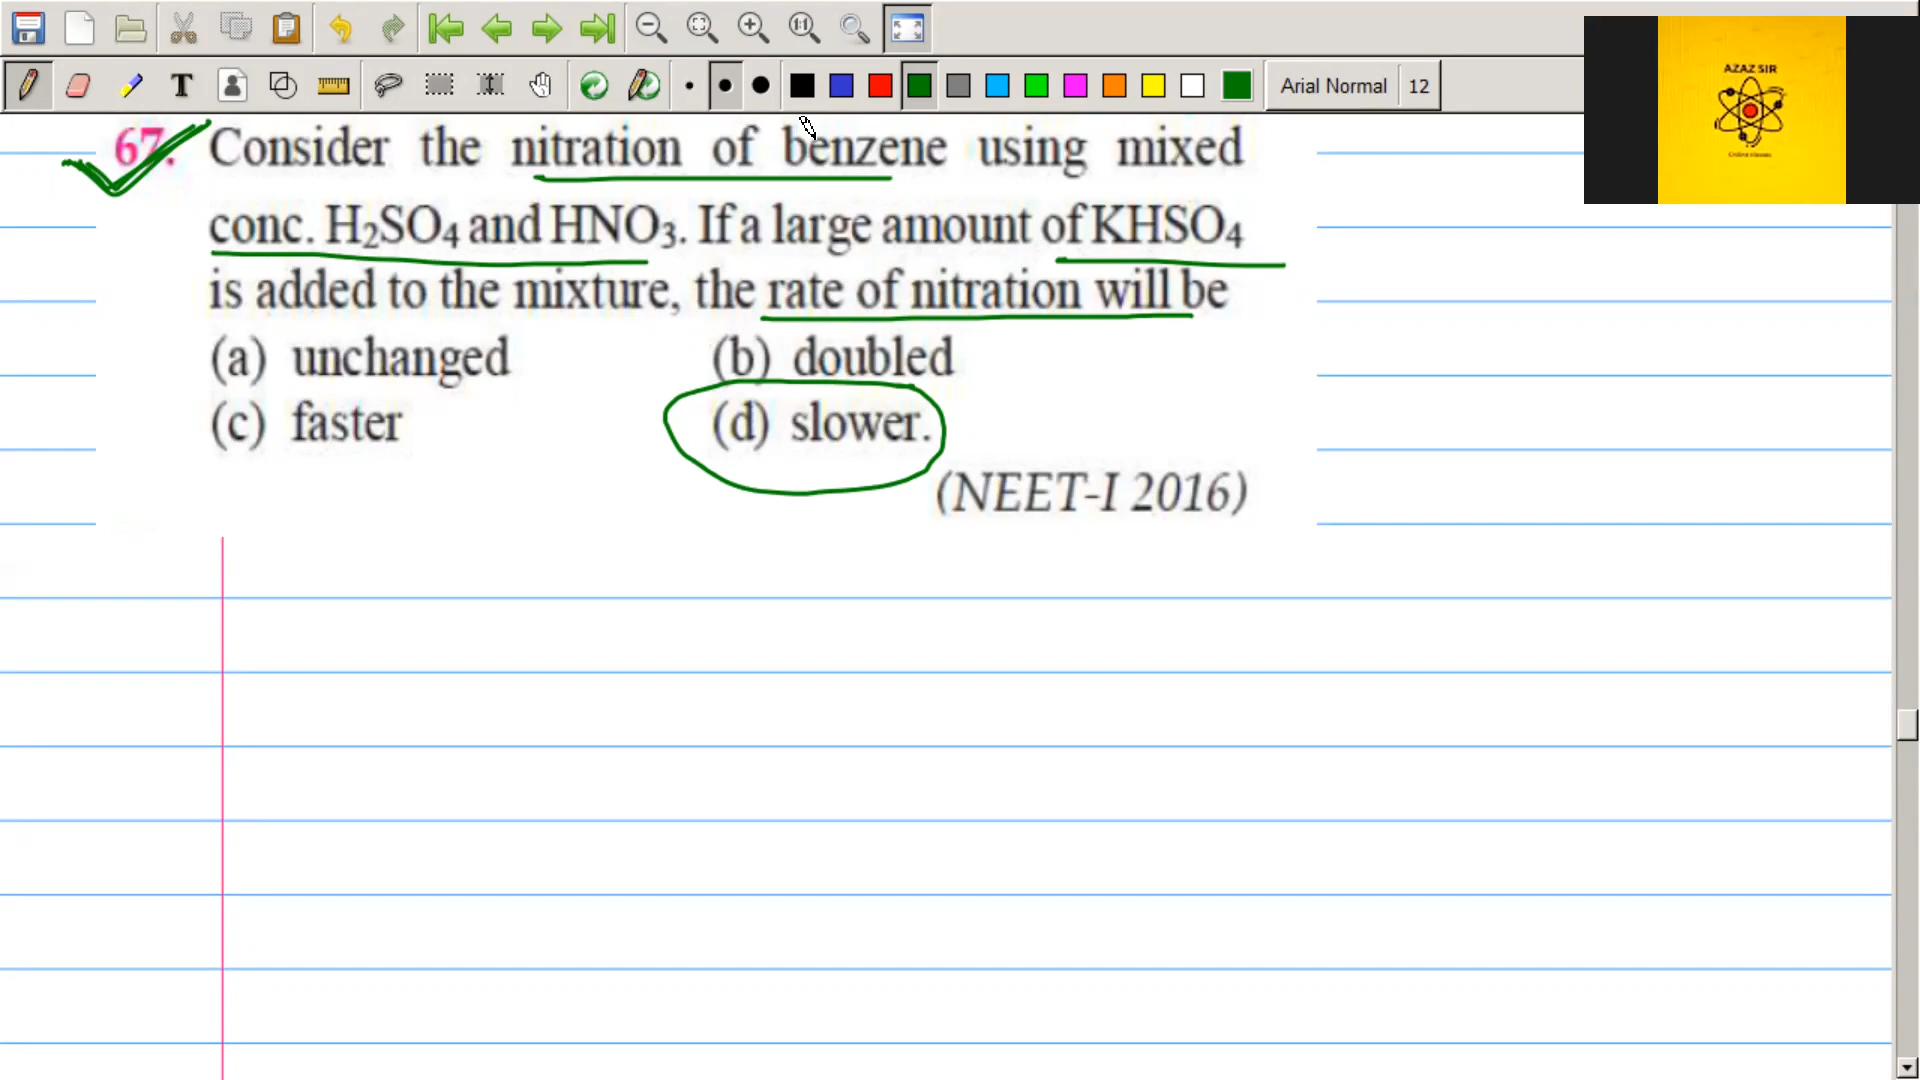 T
Arial Normal 12
AZAZ SIR
67. Consider the nitration of benzene using mixed
conc. H₂SO₄ and HNO₃. If a large amount of KHSO₄
is added to the mixture, the rate of nitration will be
(a) unchanged (b) doubled
(c) faster (d) slower.
(NEET-I 2016)